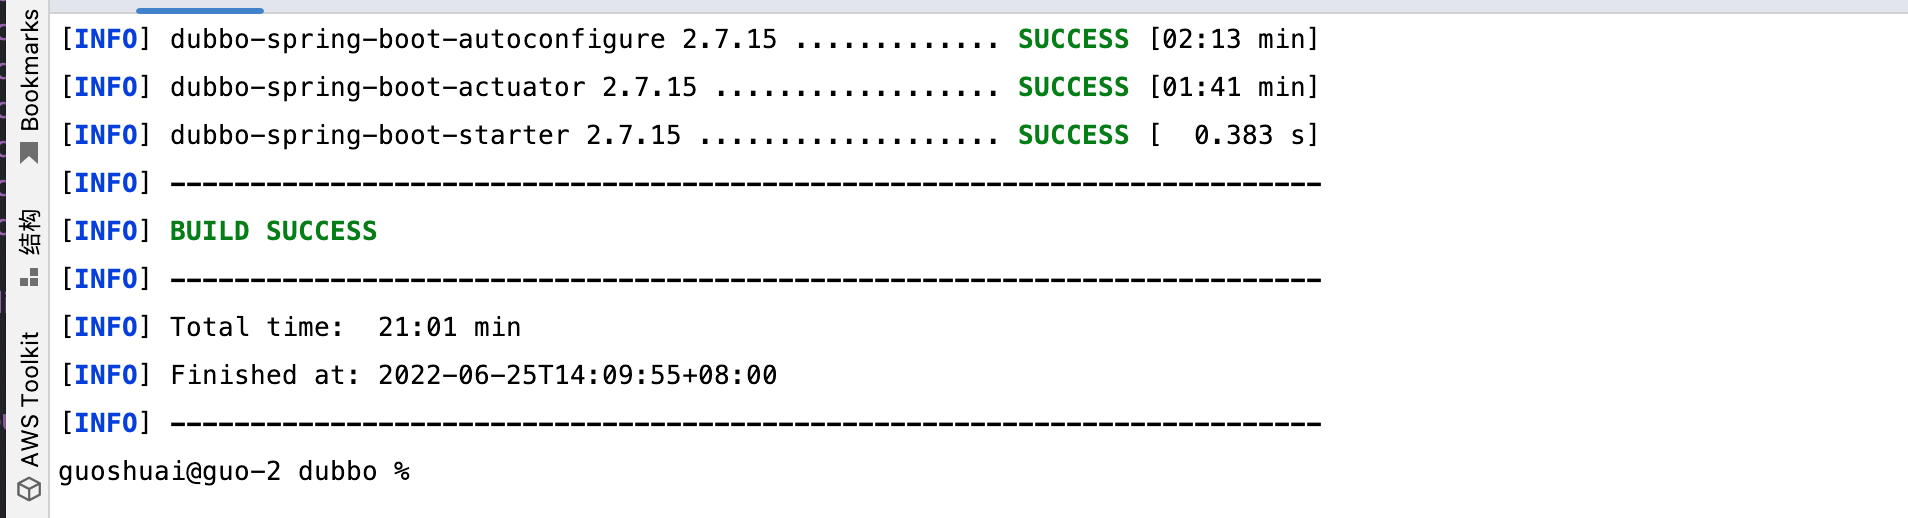 [INFO] dubbo-spring-boot-autoconfigure 2.7.15 ............. SUCCESS [02:13 min]
[INFO] dubbo-spring-boot-actuator 2.7.15 .................. SUCCESS [01:41 min]
[INFO] dubbo-spring-boot-starter 2.7.15 ................... SUCCESS [  0.383 s]
[INFO] ------------------------------------------------------------------------
[INFO] BUILD SUCCESS
[INFO] ------------------------------------------------------------------------
[INFO] Total time:  21:01 min
[INFO] Finished at: 2022-06-25T14:09:55+08:00
[INFO] ------------------------------------------------------------------------
guoshuai@guo-2 dubbo %
Bookmarks
结构
AWS Toolkit